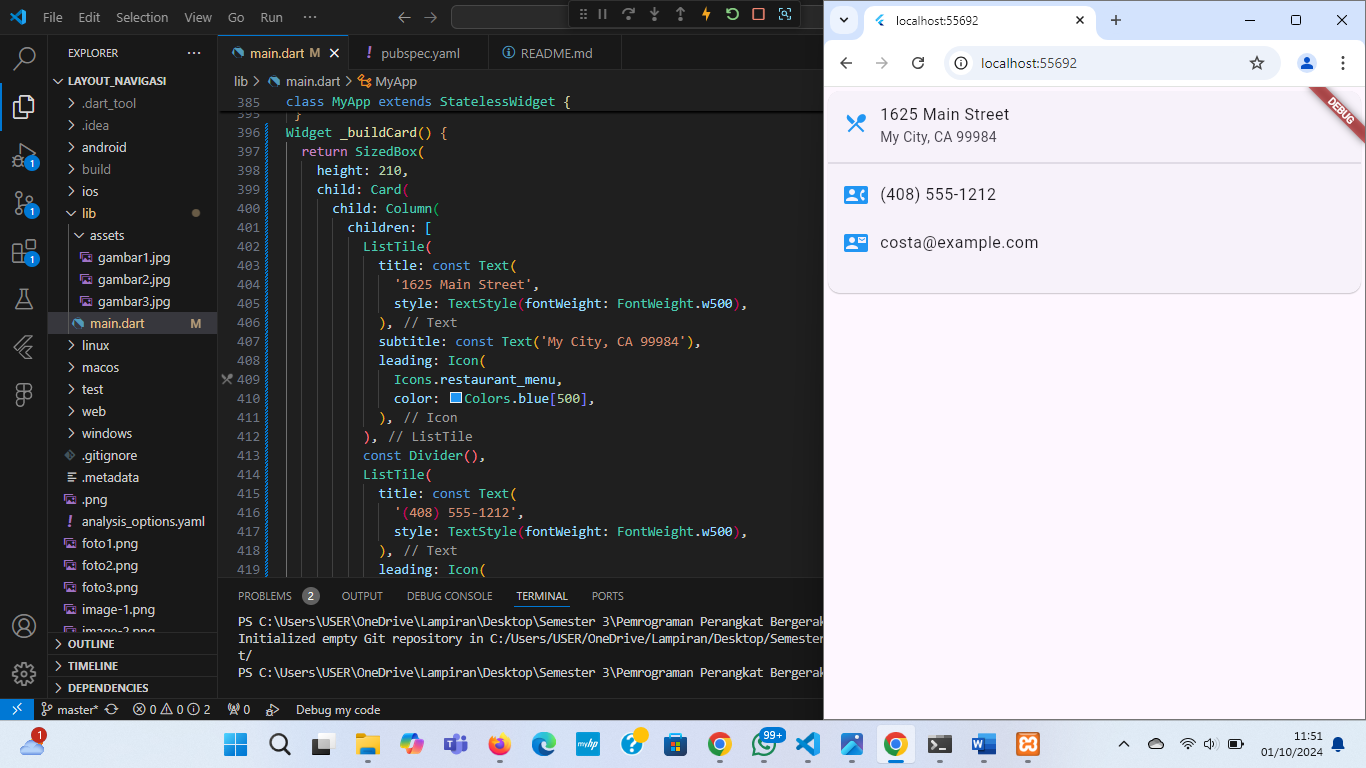 File Edit Selection View Go Run ···
EXPLORER ···
LAYOUT_NAVIGASI
.dart_tool
.idea
android
build
ios
lib
assets
gambar1.jpg
gambar2.jpg
gambar3.jpg
main.dart M
linux
macos
test
web
windows
.gitignore
.metadata
.png
analysis_options.yaml
foto1.png
foto2.png
foto3.png
image-1.png
image-2.png
OUTLINE
TIMELINE
DEPENDENCIES
1
1
1
main.dart M
pubspec.yaml
README.md
lib > main.dart > MyApp
385 class MyApp extends StatelessWidget {
395 }
396 Widget _buildCard() {
397 return SizedBox(
398 height: 210,
399 child: Card(
400 child: Column(
401 children: [
402 ListTile(
403 title: const Text(
404 '1625 Main Street',
405 style: TextStyle(fontWeight: FontWeight.w500),
406 ), // Text
407 subtitle: const Text('My City, CA 99984'),
408 leading: Icon(
409 Icons.restaurant_menu,
410 color: Colors.blue[500],
411 ), // Icon
412 ), // ListTile
413 const Divider(),
414 ListTile(
415 title: const Text(
416 '(408) 555-1212',
417 style: TextStyle(fontWeight: FontWeight.w500),
418 ), // Text
419 leading: Icon(
PROBLEMS 2 OUTPUT DEBUG CONSOLE TERMINAL PORTS
PS C:\Users\USER\OneDrive\Lampiran\Desktop\Semester 3\Pemrograman Perangkat Bergerak
Initialized empty Git repository in C:/Users/USER/OneDrive/Lampiran/Desktop/Semester
t/
PS C:\Users\USER\OneDrive\Lampiran\Desktop\Semester 3\Pemrograman Perangkat Bergerak
master* 0 0 2 0 Debug my code
localhost:55692
localhost:55692
DEBUG
1625 Main Street
My City, CA 99984
(408) 555-1212
costa@example.com
1
myhp
99+
11:51
01/10/2024